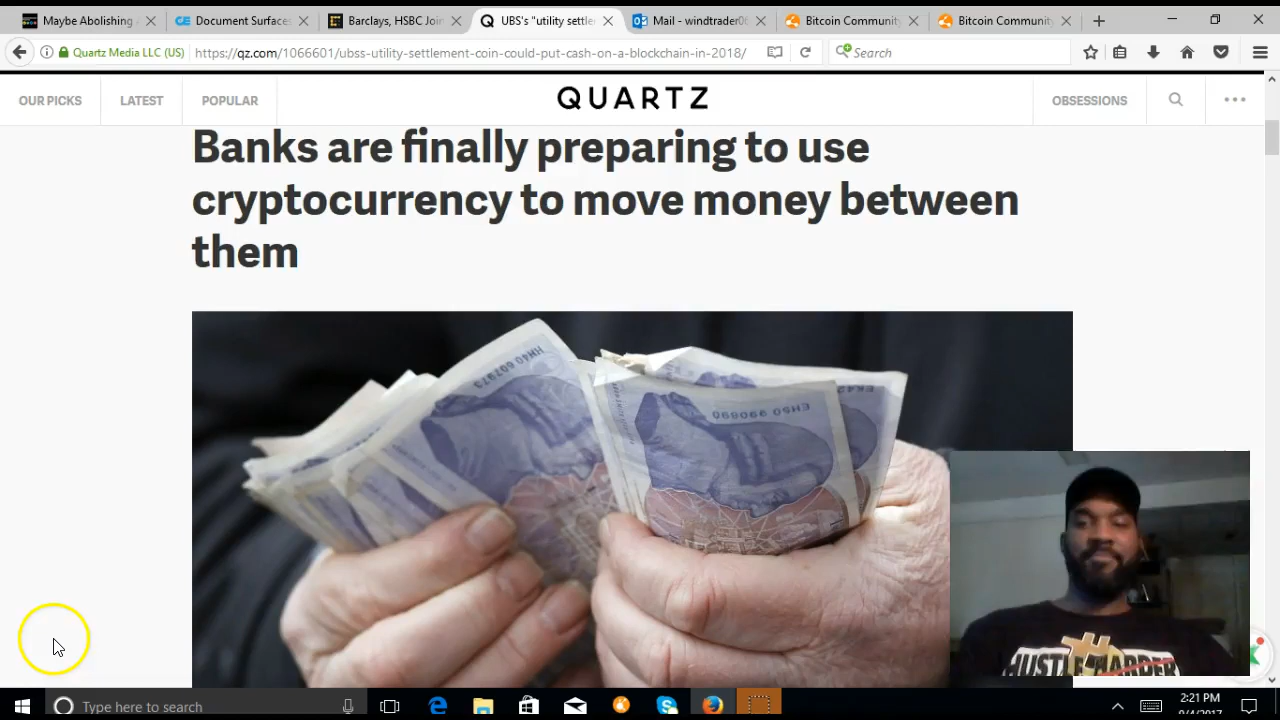 Maybe Abolishing
Document Surfaces
Barclays, HSBC Join
UBS's "utility settle
Mail - windtrader0
Bitcoin Community
Bitcoin Community
Quartz Media LLC (US)
https://qz.com/1066601/ubss-utility-settlement-coin-could-put-cash-on-a-blockchain-in-2018/
Search
OUR PICKS
LATEST
POPULAR
QUARTZ
OBSESSIONS
Banks are finally preparing to use
cryptocurrency to move money between
them
HUSTLE HARDER
Type here to search
2:21 PM